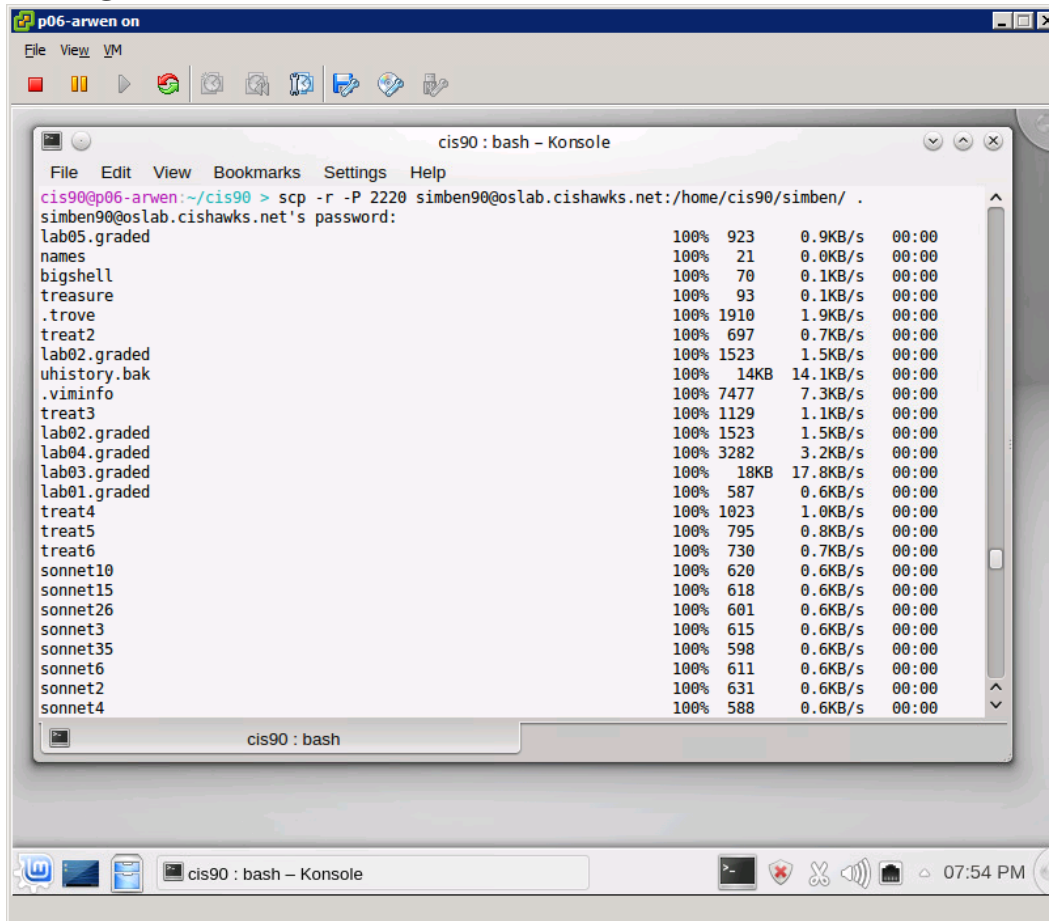 p06-arwen on
File View VM
cis90 : bash – Konsole
File Edit View Bookmarks Settings Help
cis90@p06-arwen:~/cis90 > scp -r -P 2220 simben90@oslab.cishawks.net:/home/cis90/simben/ .
simben90@oslab.cishawks.net's password:
lab05.graded 100% 923 0.9KB/s 00:00
names 100% 21 0.0KB/s 00:00
bigshell 100% 70 0.1KB/s 00:00
treasure 100% 93 0.1KB/s 00:00
.trove 100% 1910 1.9KB/s 00:00
treat2 100% 697 0.7KB/s 00:00
lab02.graded 100% 1523 1.5KB/s 00:00
uhistory.bak 100% 14KB 14.1KB/s 00:00
.viminfo 100% 7477 7.3KB/s 00:00
treat3 100% 1129 1.1KB/s 00:00
lab02.graded 100% 1523 1.5KB/s 00:00
lab04.graded 100% 3282 3.2KB/s 00:00
lab03.graded 100% 18KB 17.8KB/s 00:00
lab01.graded 100% 587 0.6KB/s 00:00
treat4 100% 1023 1.0KB/s 00:00
treat5 100% 795 0.8KB/s 00:00
treat6 100% 730 0.7KB/s 00:00
sonnet10 100% 620 0.6KB/s 00:00
sonnet15 100% 618 0.6KB/s 00:00
sonnet26 100% 601 0.6KB/s 00:00
sonnet3 100% 615 0.6KB/s 00:00
sonnet35 100% 598 0.6KB/s 00:00
sonnet6 100% 611 0.6KB/s 00:00
sonnet2 100% 631 0.6KB/s 00:00
sonnet4 100% 588 0.6KB/s 00:00
cis90 : bash
cis90 : bash – Konsole
07:54 PM